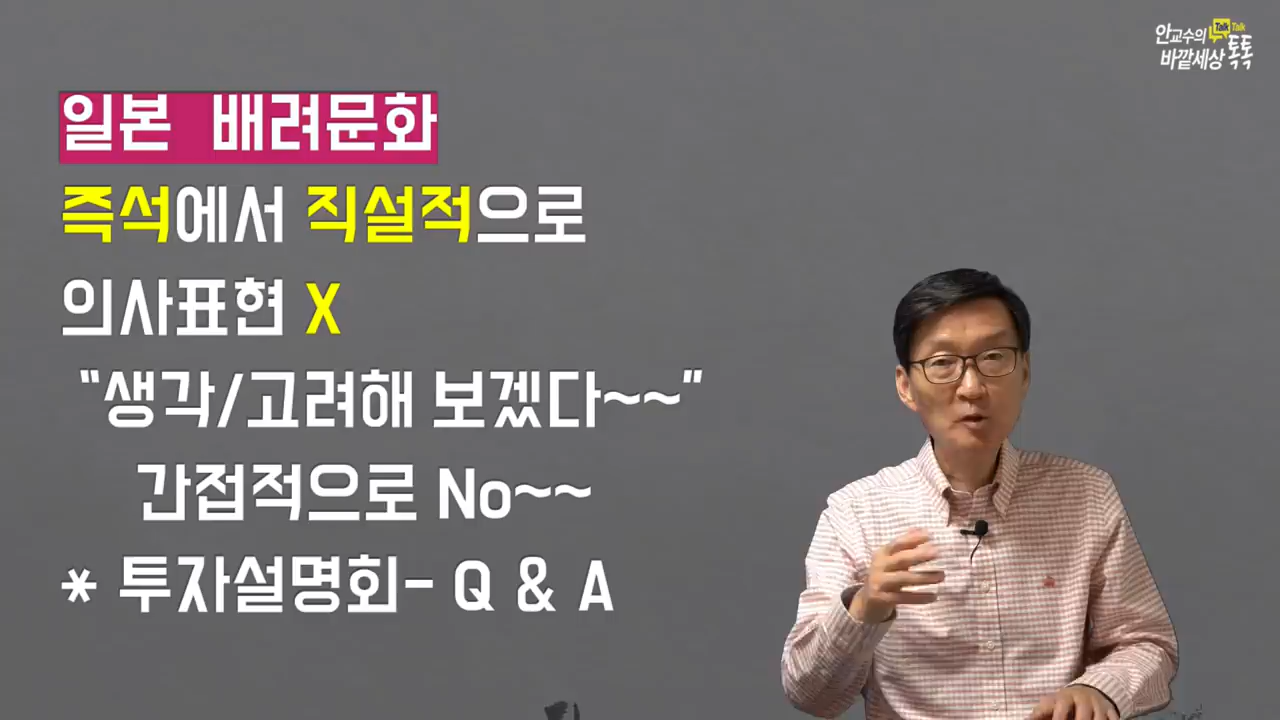 안교수의 Talk Talk
바깥세상 톡톡
일본 배려문화
즉석에서 직설적으로
의사표현 X
"생각/고려해 보겠다~~"
간접적으로 No~~
* 투자설명회- Q & A